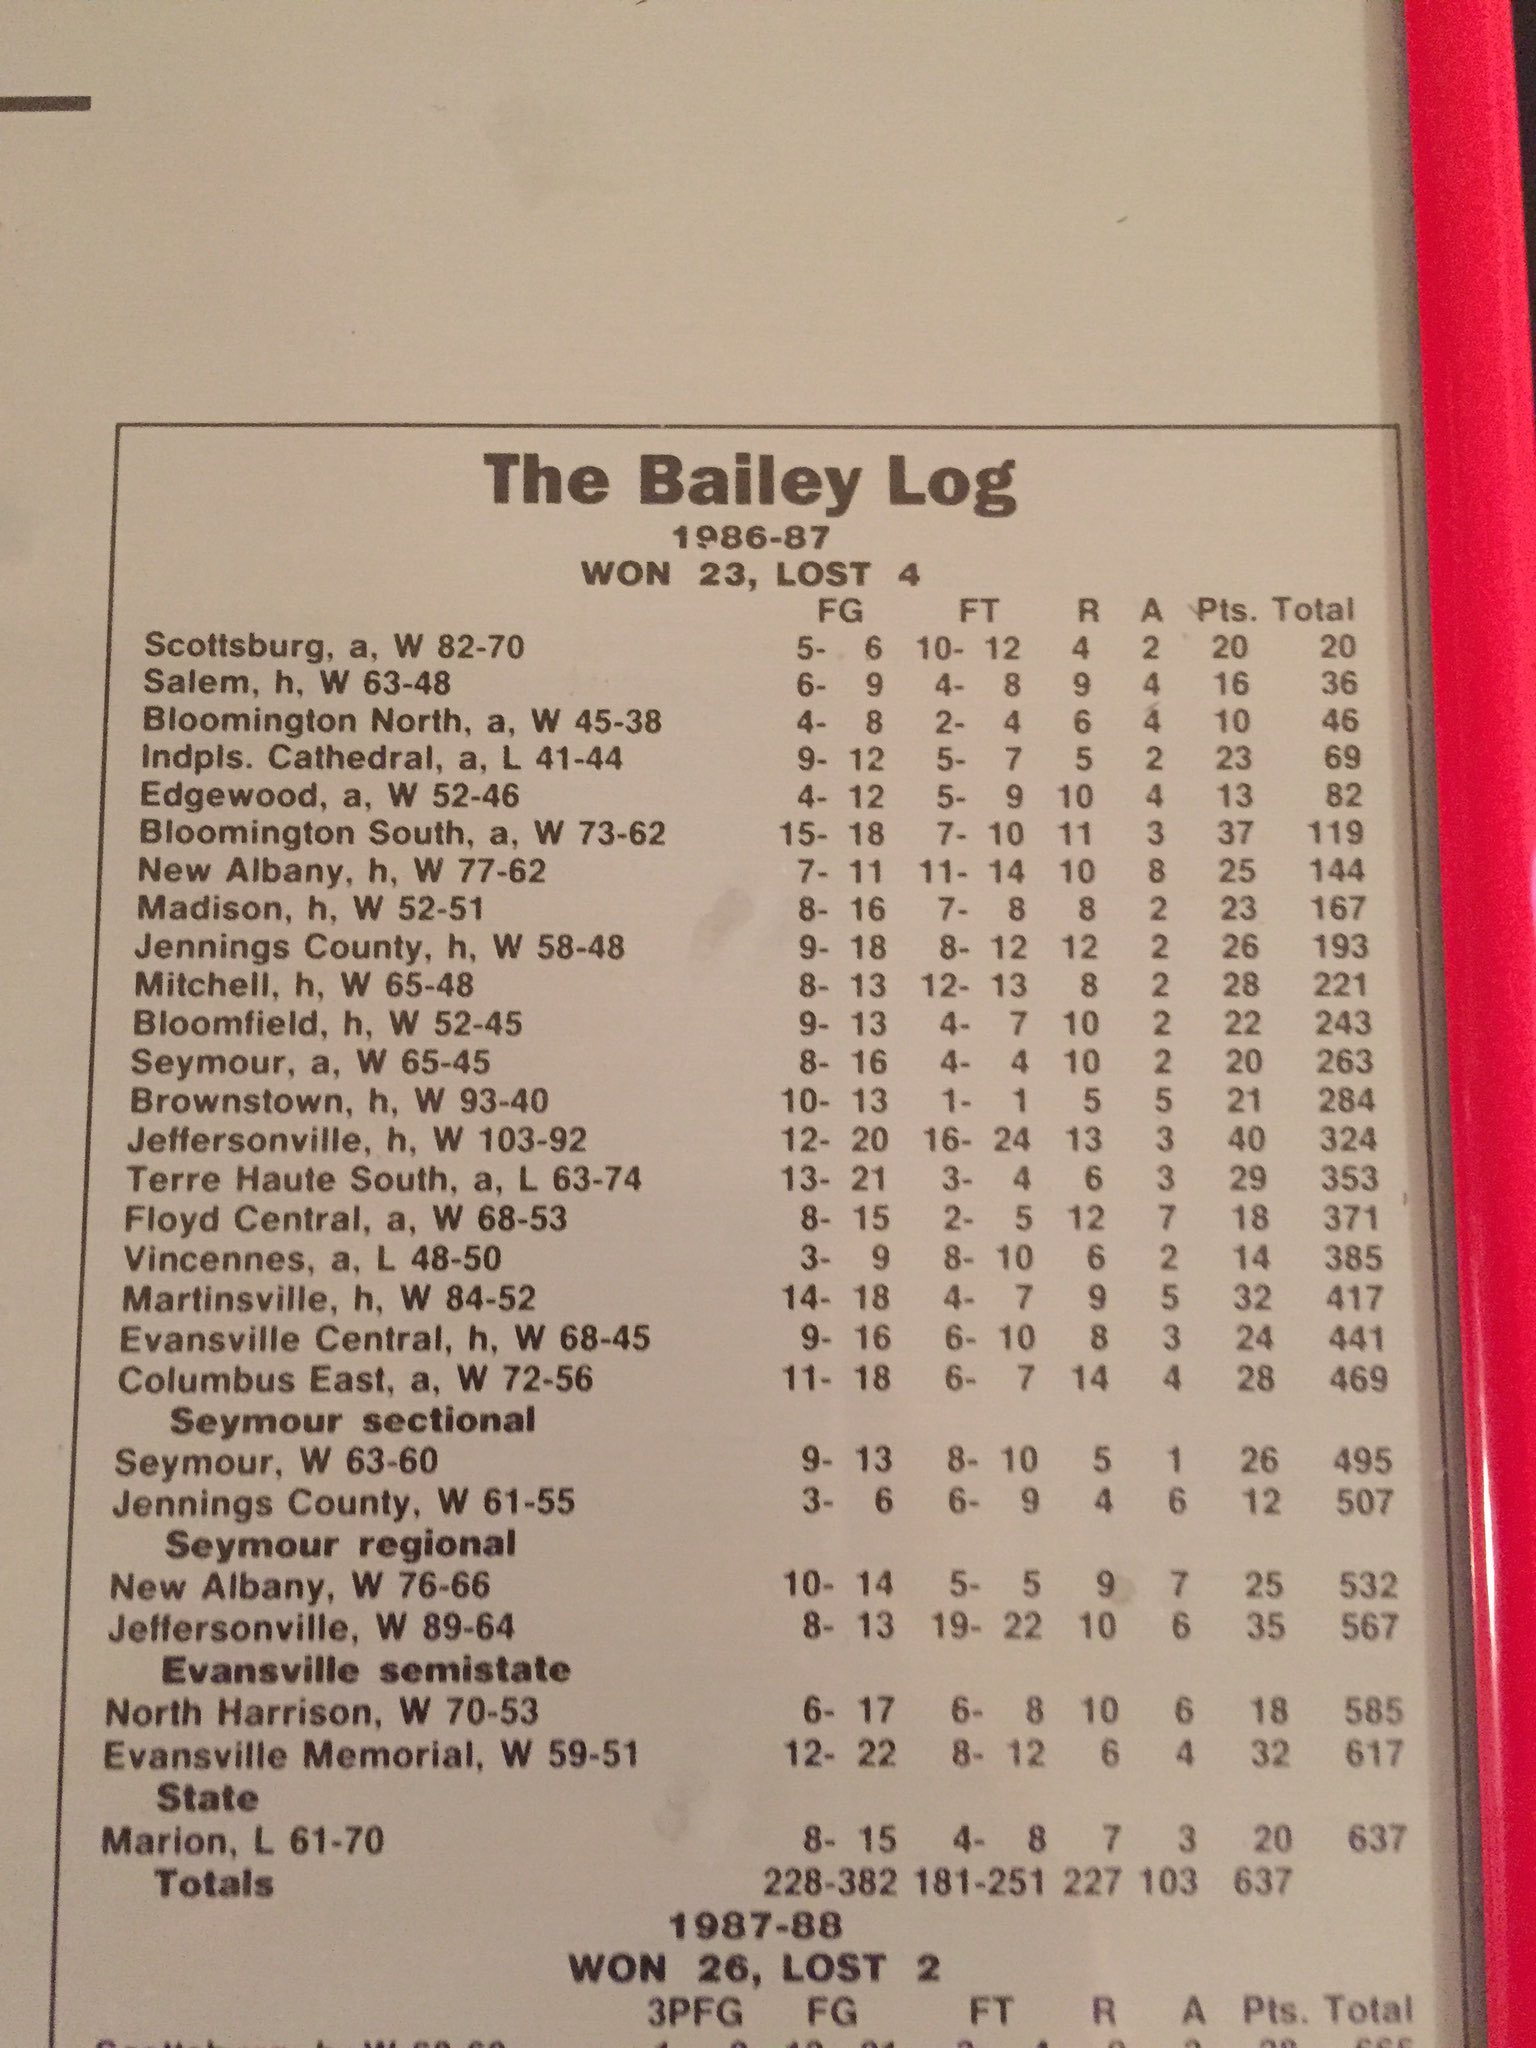 The Bailey Log
1986-87
WON 23, LOST 4
FG FT R A Pts. Total
Scottsburg, a, W 82-70 5- 6 10- 12 4 2 20 20
Salem, h, W 63-48 6- 9 4- 8 9 4 16 36
Bloomington North, a, W 45-38 4- 8 2- 4 6 4 10 46
Indpls. Cathedral, a, L 41-44 9- 12 5- 7 5 2 23 69
Edgewood, a, W 52-46 4- 12 5- 9 10 4 13 82
Bloomington South, a, W 73-62 15- 18 7- 10 11 3 37 119
New Albany, h, W 77-62 7- 11 11- 14 10 8 25 144
Madison, h, W 52-51 8- 16 7- 8 8 2 23 167
Jennings County, h, W 58-48 9- 18 8- 12 12 2 26 193
Mitchell, h, W 65-48 8- 13 12- 13 8 2 28 221
Bloomfield, h, W 52-45 9- 13 4- 7 10 2 22 243
Seymour, a, W 65-45 8- 16 4- 4 10 2 20 263
Brownstown, h, W 93-40 10- 13 1- 1 5 5 21 284
Jeffersonville, h, W 103-92 12- 20 16- 24 13 3 40 324
Terre Haute South, a, L 63-74 13- 21 3- 4 6 3 29 353
Floyd Central, a, W 68-53 8- 15 2- 5 12 7 18 371
Vincennes, a, L 48-50 3- 9 8- 10 6 2 14 385
Martinsville, h, W 84-52 14- 18 4- 7 9 5 32 417
Evansville Central, h, W 68-45 9- 16 6- 10 8 3 24 441
Columbus East, a, W 72-56 11- 18 6- 7 14 4 28 469
Seymour sectional
Seymour, W 63-60 9- 13 8- 10 5 1 26 495
Jennings County, W 61-55 3- 6 6- 9 4 6 12 507
Seymour regional
New Albany, W 76-66 10- 14 5- 5 9 7 25 532
Jeffersonville, W 89-64 8- 13 19- 22 10 6 35 567
Evansville semistate
North Harrison, W 70-53 6- 17 6- 8 10 6 18 585
Evansville Memorial, W 59-51 12- 22 8- 12 6 4 32 617
State
Marion, L 61-70 8- 15 4- 8 7 3 20 637
Totals 228-382 181-251 227 103 637
1987-88
WON 26, LOST 2
3PFG FG FT R A Pts. Total